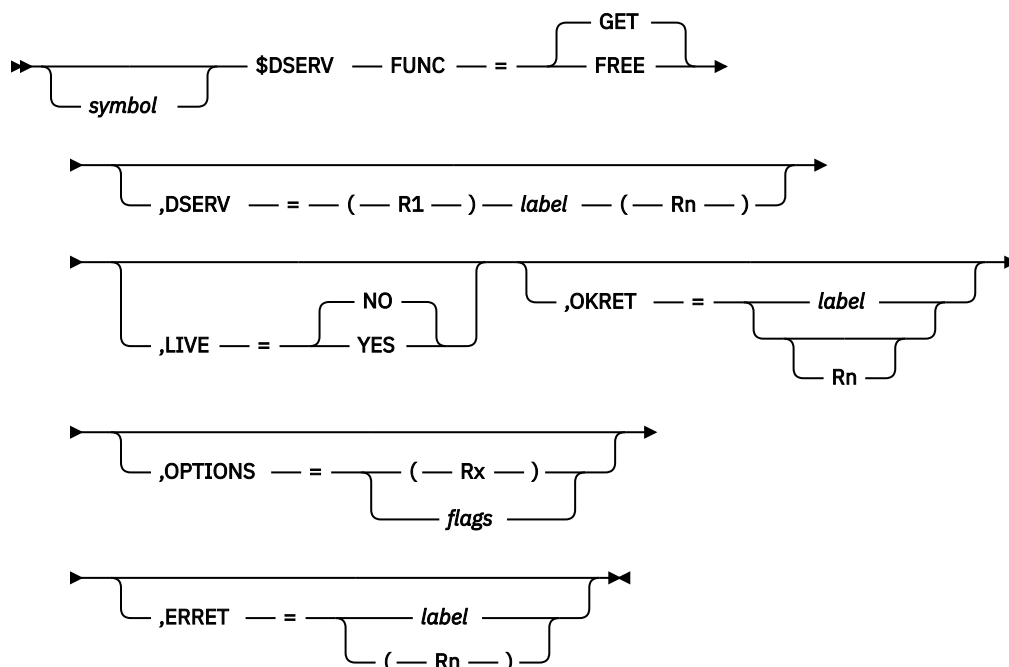 GET
$DSERV FUNC = FREE
symbol
,DSERV = ( R1 ) label ( Rn )
NO
,OKRET = label
,LIVE = YES
Rn
,OPTIONS = ( Rx )
flags
,ERRET = label
( Rn )